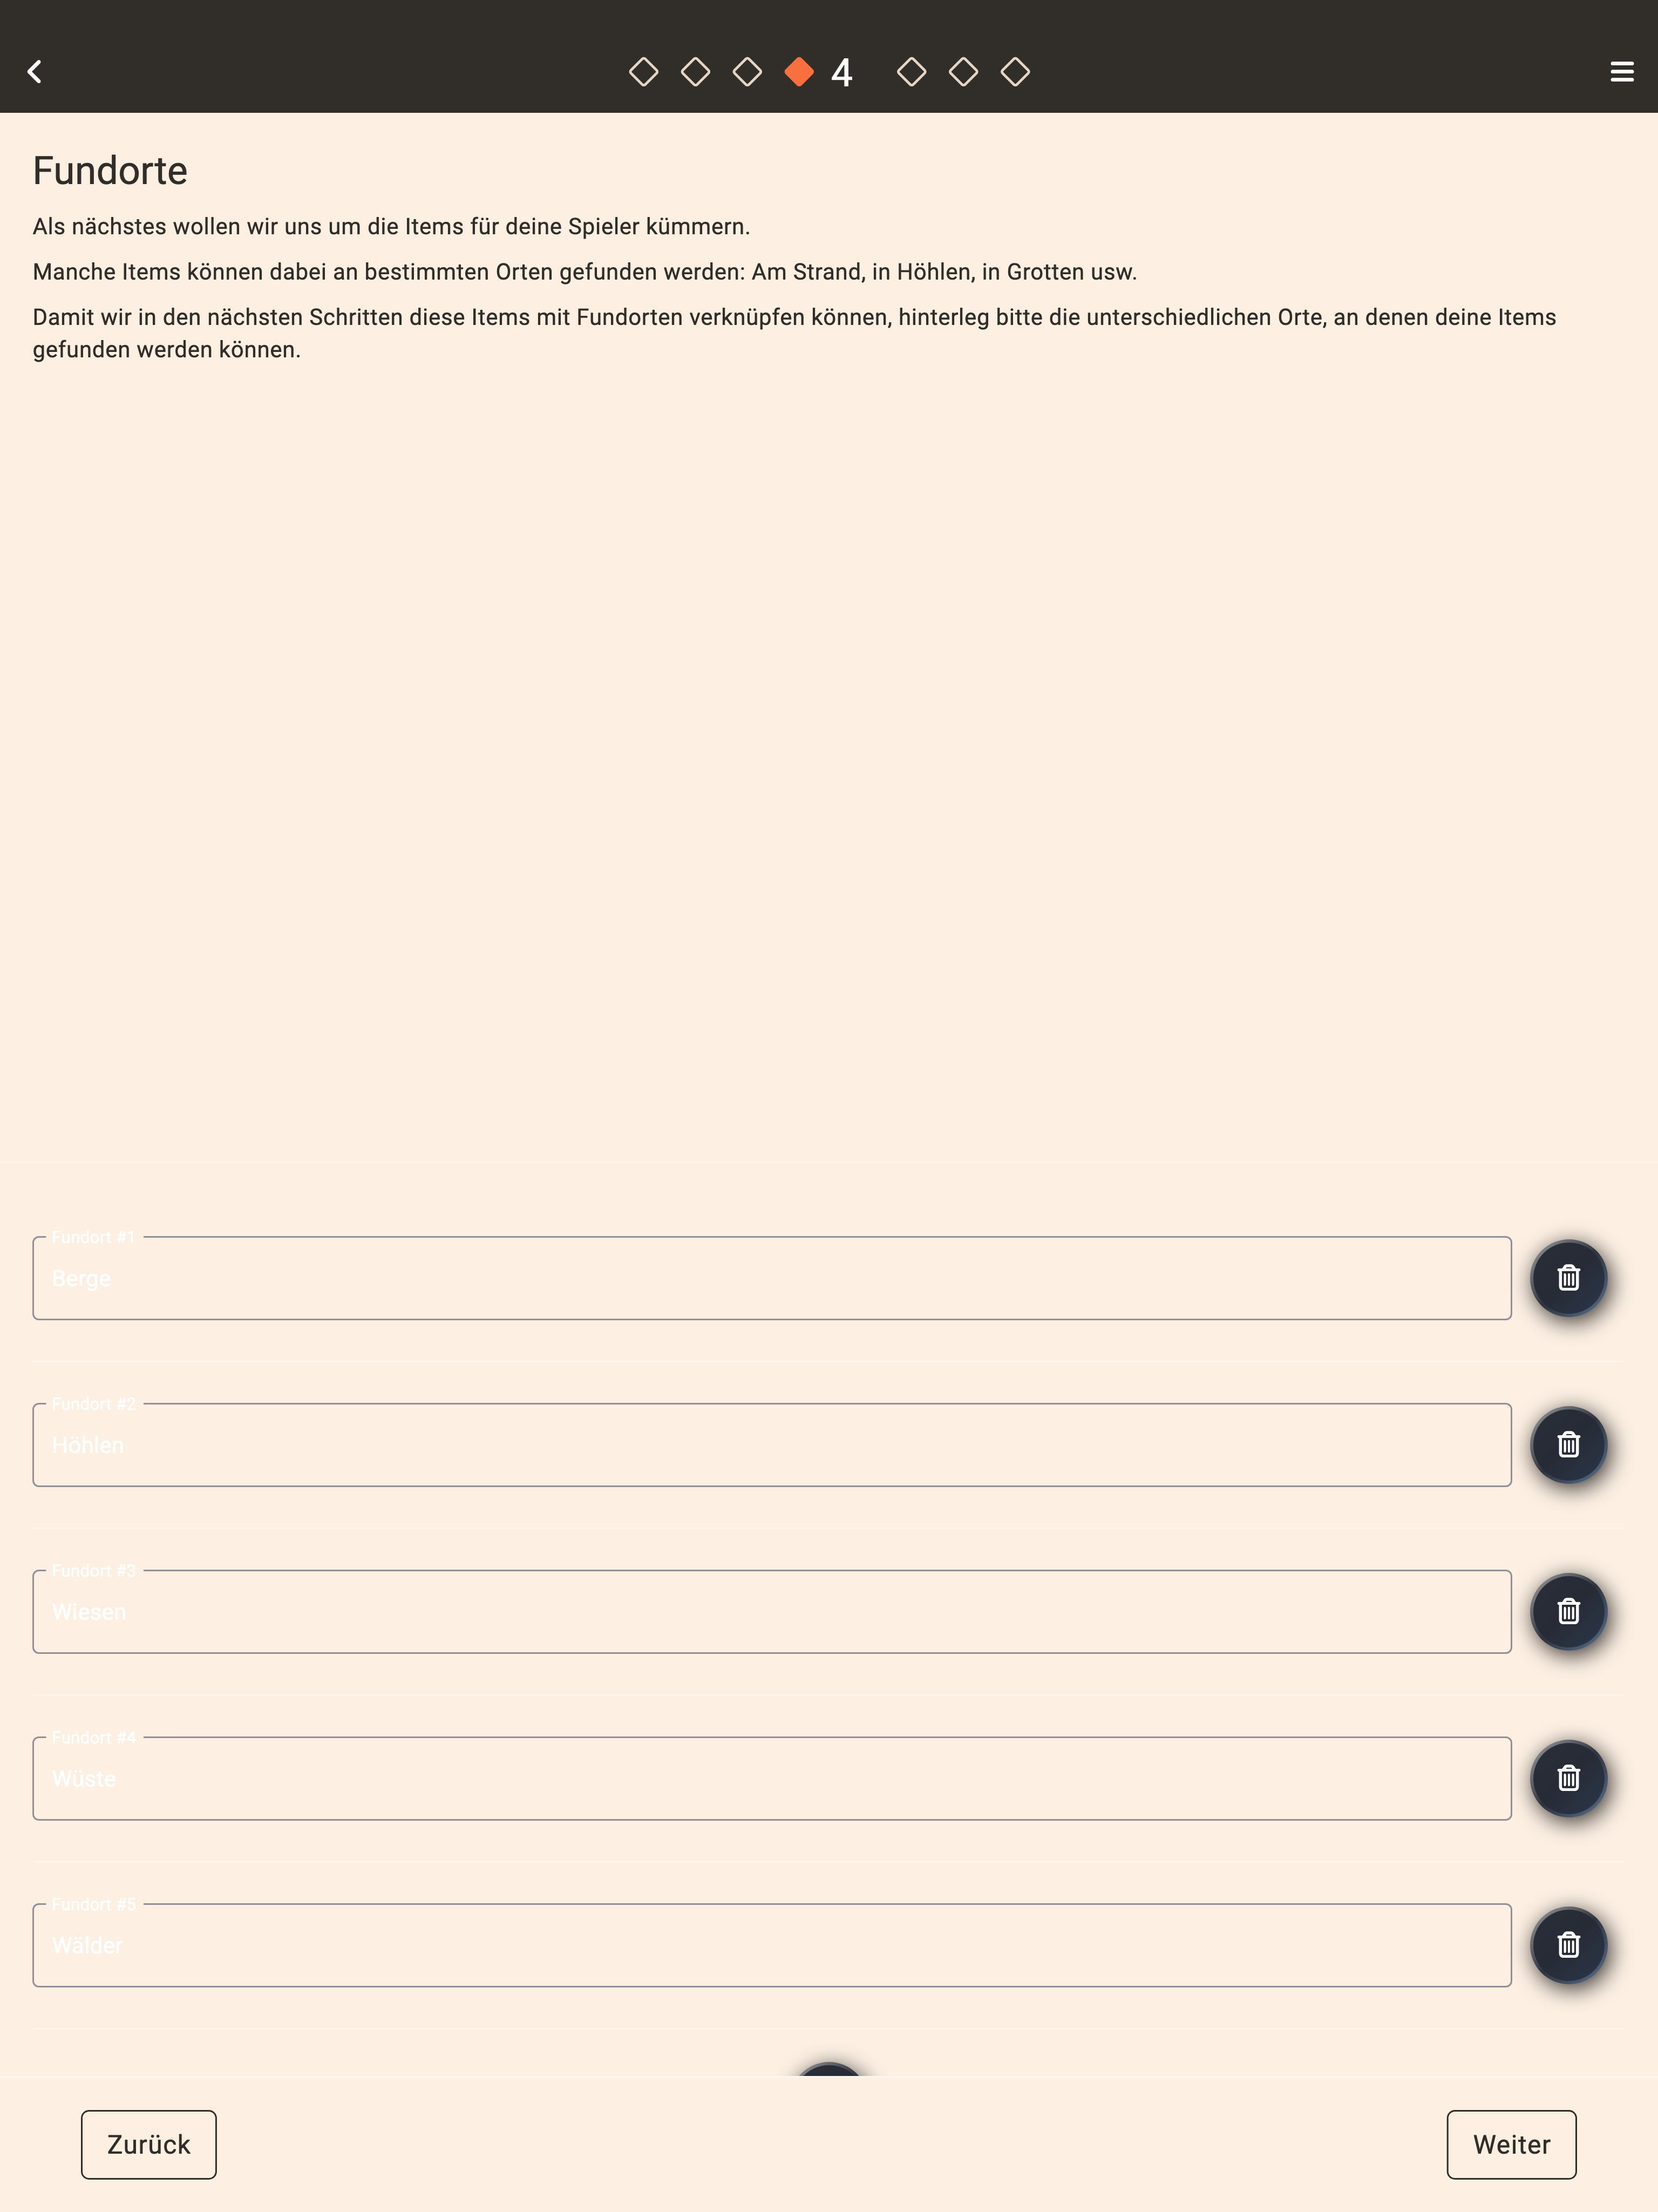 4
Fundorte
Als nächstes wollen wir uns um die Items für deine Spieler kümmern.
Manche Items können dabei an bestimmten Orten gefunden werden: Am Strand, in Höhlen, in Grotten usw.
Damit wir in den nächsten Schritten diese Items mit Fundorten verknüpfen können, hinterleg bitte die unterschiedlichen Orte, an denen deine Items
gefunden werden können.
Fundort #1
Berge
Fundort #2
Höhlen
Fundort #3
Wiesen
Fundort #4
Wüste
Fundort #5
Wälder
Zurück
Weiter